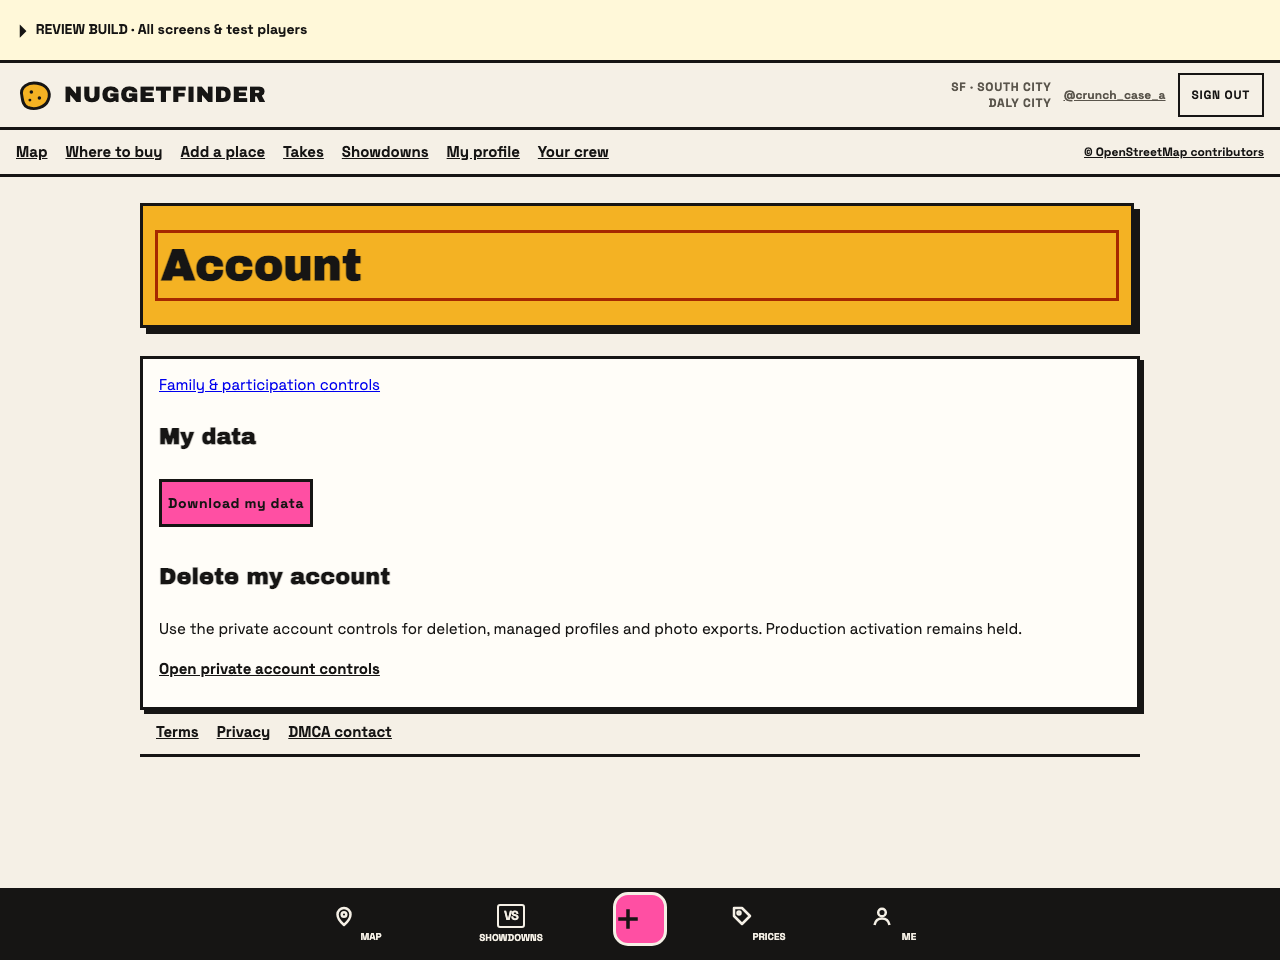 REVIEW BUILD · All screens & test players
NUGGETFINDER
SF · SOUTH CITY
DALY CITY
@crunch_case_a
SIGN OUT
Map Where to buy Add a place Takes Showdowns My profile Your crew
© OpenStreetMap contributors
Account
Family & participation controls
My data
Download my data
Delete my account
Use the private account controls for deletion, managed profiles and photo exports. Production activation remains held.
Open private account controls
Terms Privacy DMCA contact
MAP
VS
SHOWDOWNS
+
PRICES
ME